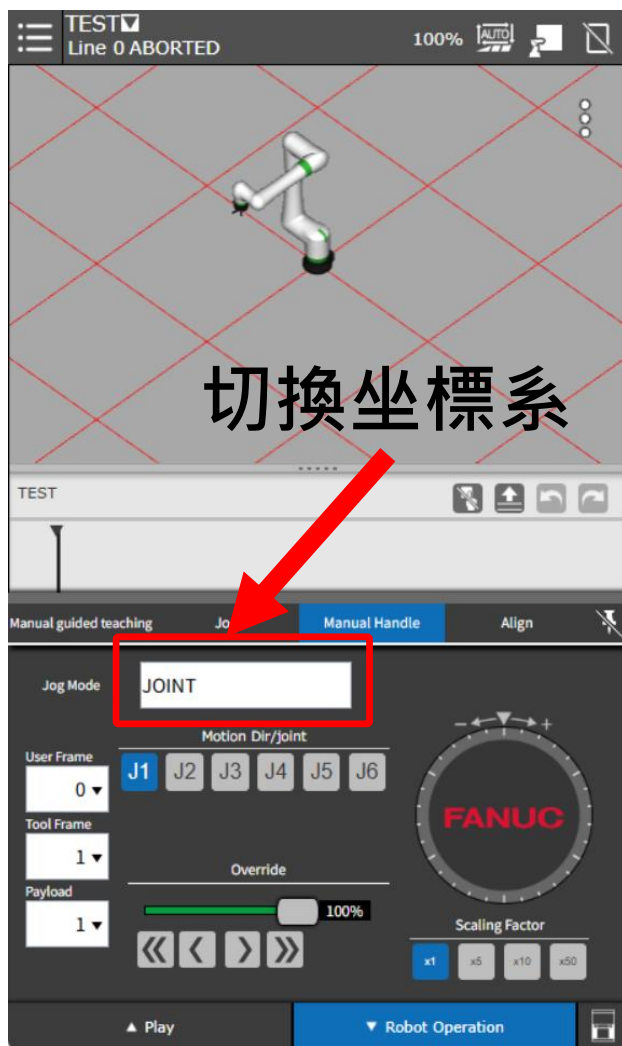 TEST
Line 0 ABORTED
100%
AUTO
切換坐標系
TEST
Manual guided teaching
Manual Handle
Align
Jog Mode
JOINT
Motion Dir/joint
J1 J2 J3 J4 J5 J6
User Frame
0
Tool Frame
1
Payload
1
Override
100%
- +
FANUC
Scaling Factor
x1 x5 x10 x50
Play
Robot Operation